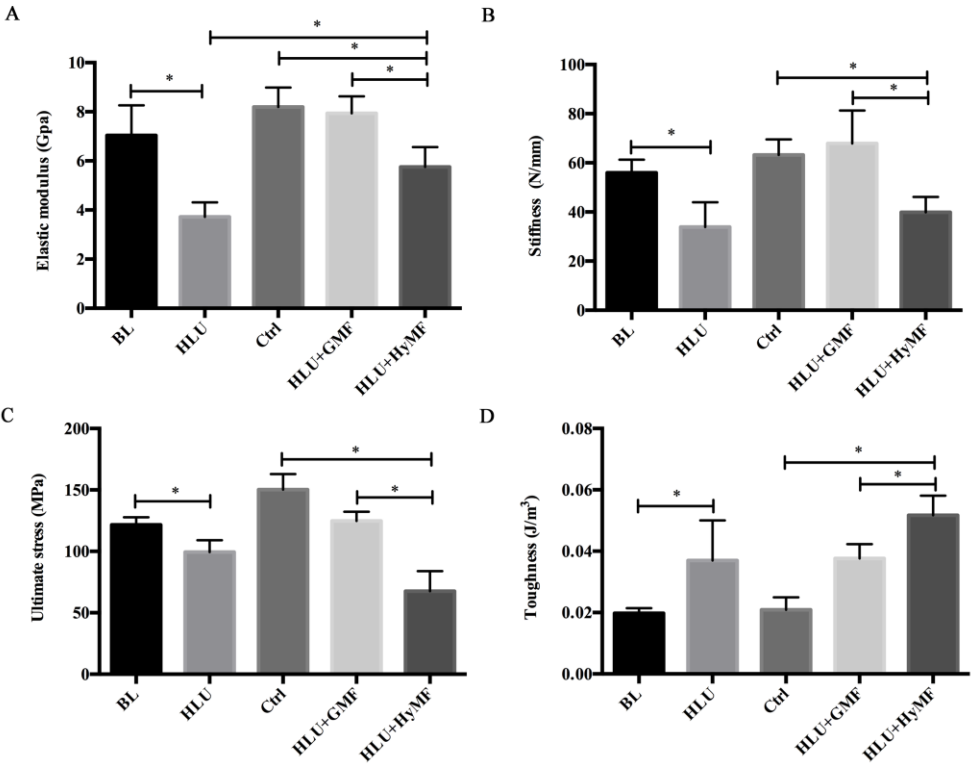 A
*
*
*
*
10
8
6
4
2
0
Elastic modulus (Gpa)
BL
HLU
Ctrl
HLU+GMF
HLU+HyMF
B
*
*
*
100
80
60
40
20
0
Stiffness (N/mm)
BL
HLU
Ctrl
HLU+GMF
HLU+HyMF
C
*
*
*
200
150
100
50
0
Ultimate stress (MPa)
BL
HLU
Ctrl
HLU+GMF
HLU+HyMF
D
*
*
*
0.08
0.06
0.04
0.02
0.00
Toughness (J/m³)
BL
HLU
Ctrl
HLU+GMF
HLU+HyMF